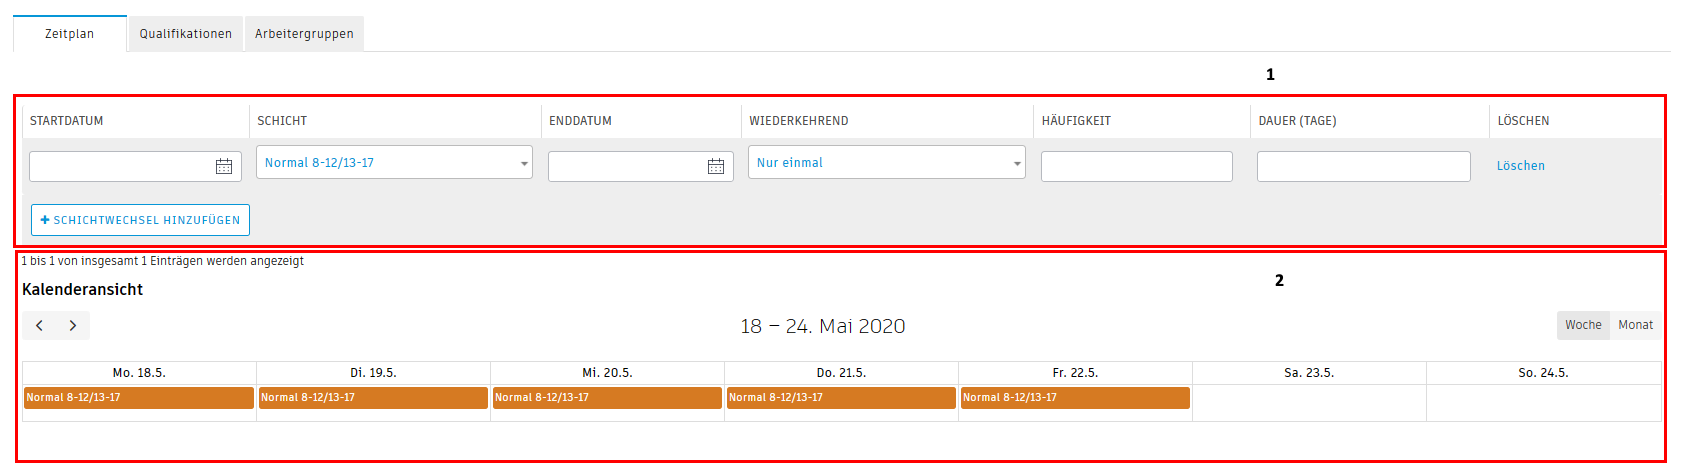 Zeitplan Qualifikationen Arbeitergruppen
1
STARTDATUM SCHICHT ENDDATUM WIEDERKEHREND HÄUFIGKEIT DAUER (TAGE) LÖSCHEN
Normal 8-12/13-17 Nur einmal Löschen
+ SCHICHTWECHSEL HINZUFÜGEN
1 bis 1 von insgesamt 1 Einträgen werden angezeigt
2
Kalenderansicht
< > 18 – 24. Mai 2020 Woche Monat
Mo. 18.5. Di. 19.5. Mi. 20.5. Do. 21.5. Fr. 22.5. Sa. 23.5. So. 24.5.
Normal 8-12/13-17 Normal 8-12/13-17 Normal 8-12/13-17 Normal 8-12/13-17 Normal 8-12/13-17